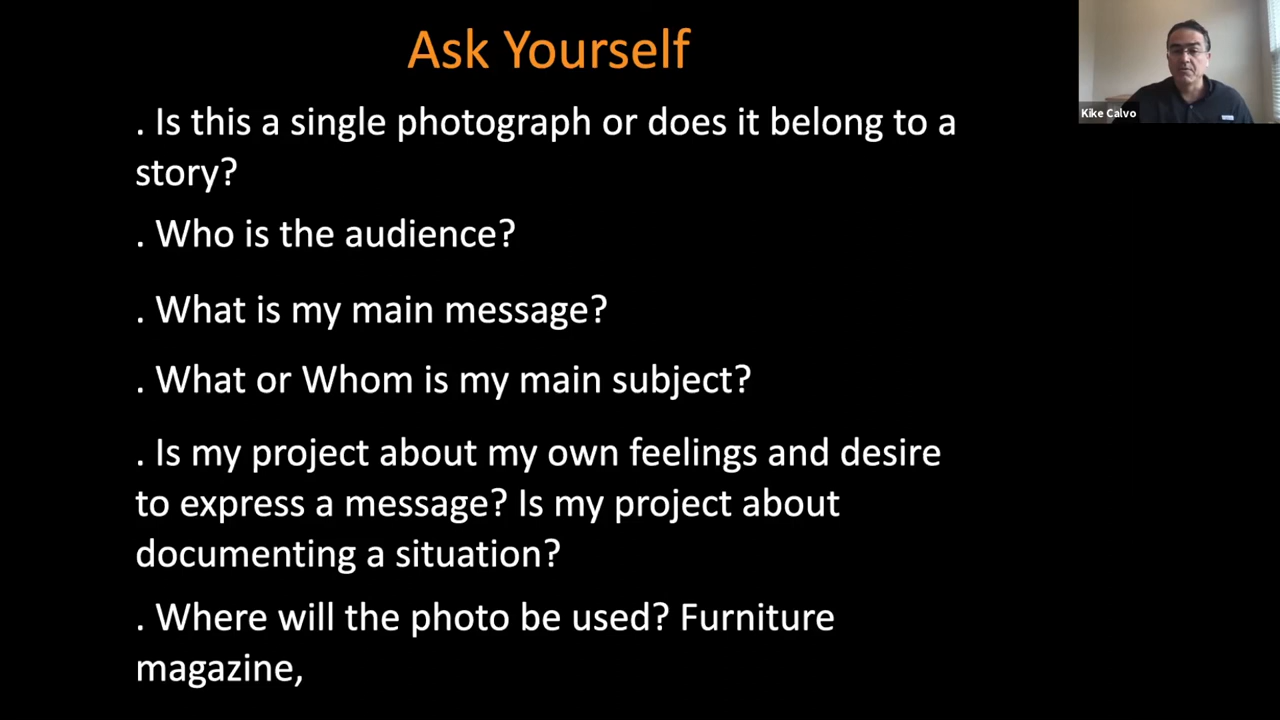 Ask Yourself
. Is this a single photograph or does it belong to a
story?
. Who is the audience?
. What is my main message?
. What or Whom is my main subject?
. Is my project about my own feelings and desire
to express a message? Is my project about
documenting a situation?
. Where will the photo be used? Furniture
magazine,
Kike Calvo